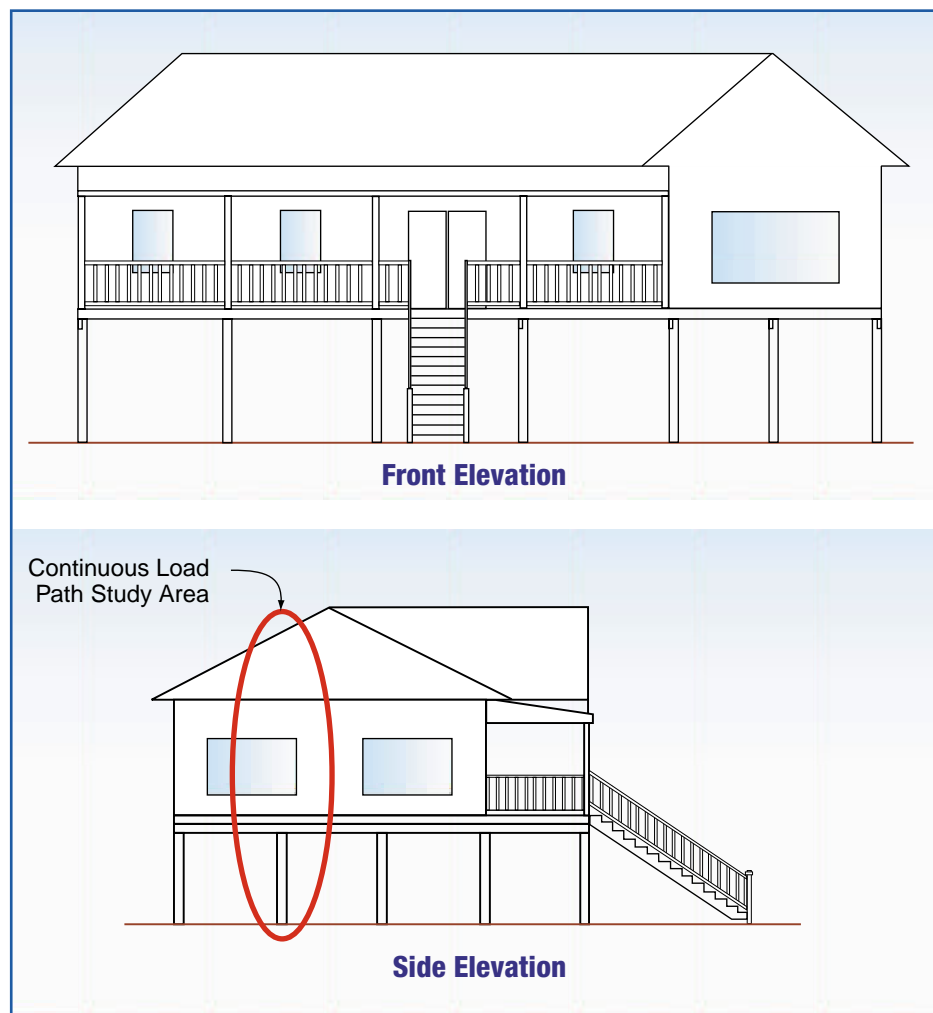 Front Elevation
Continuous Load
Path Study Area
Side Elevation